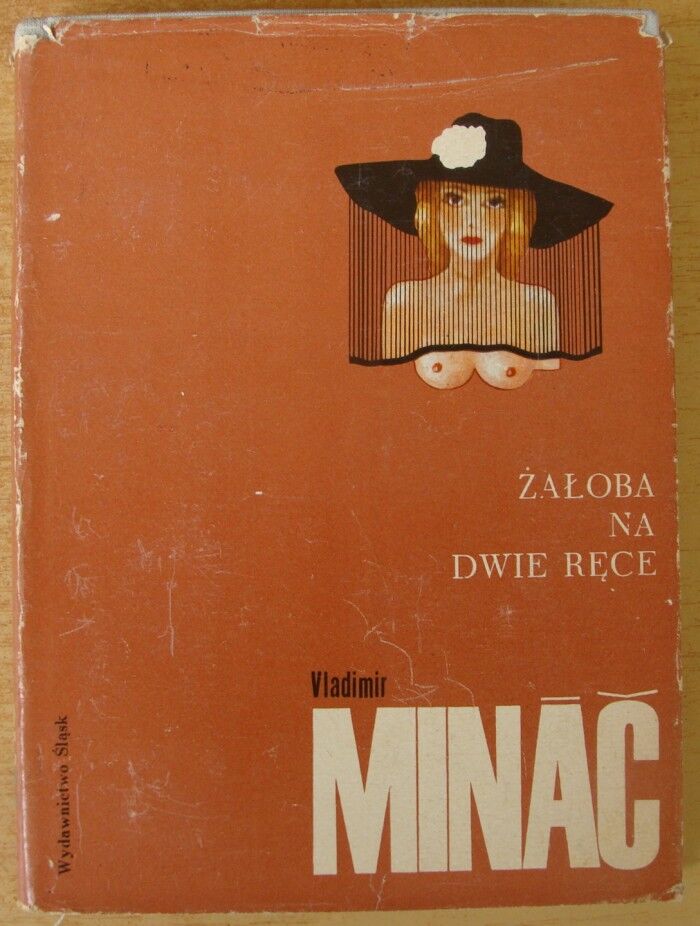 ŻAŁOBA
NA
DWIE RĘCE
Vladimir
MINÁČ
Wydawnictwo Śląsk